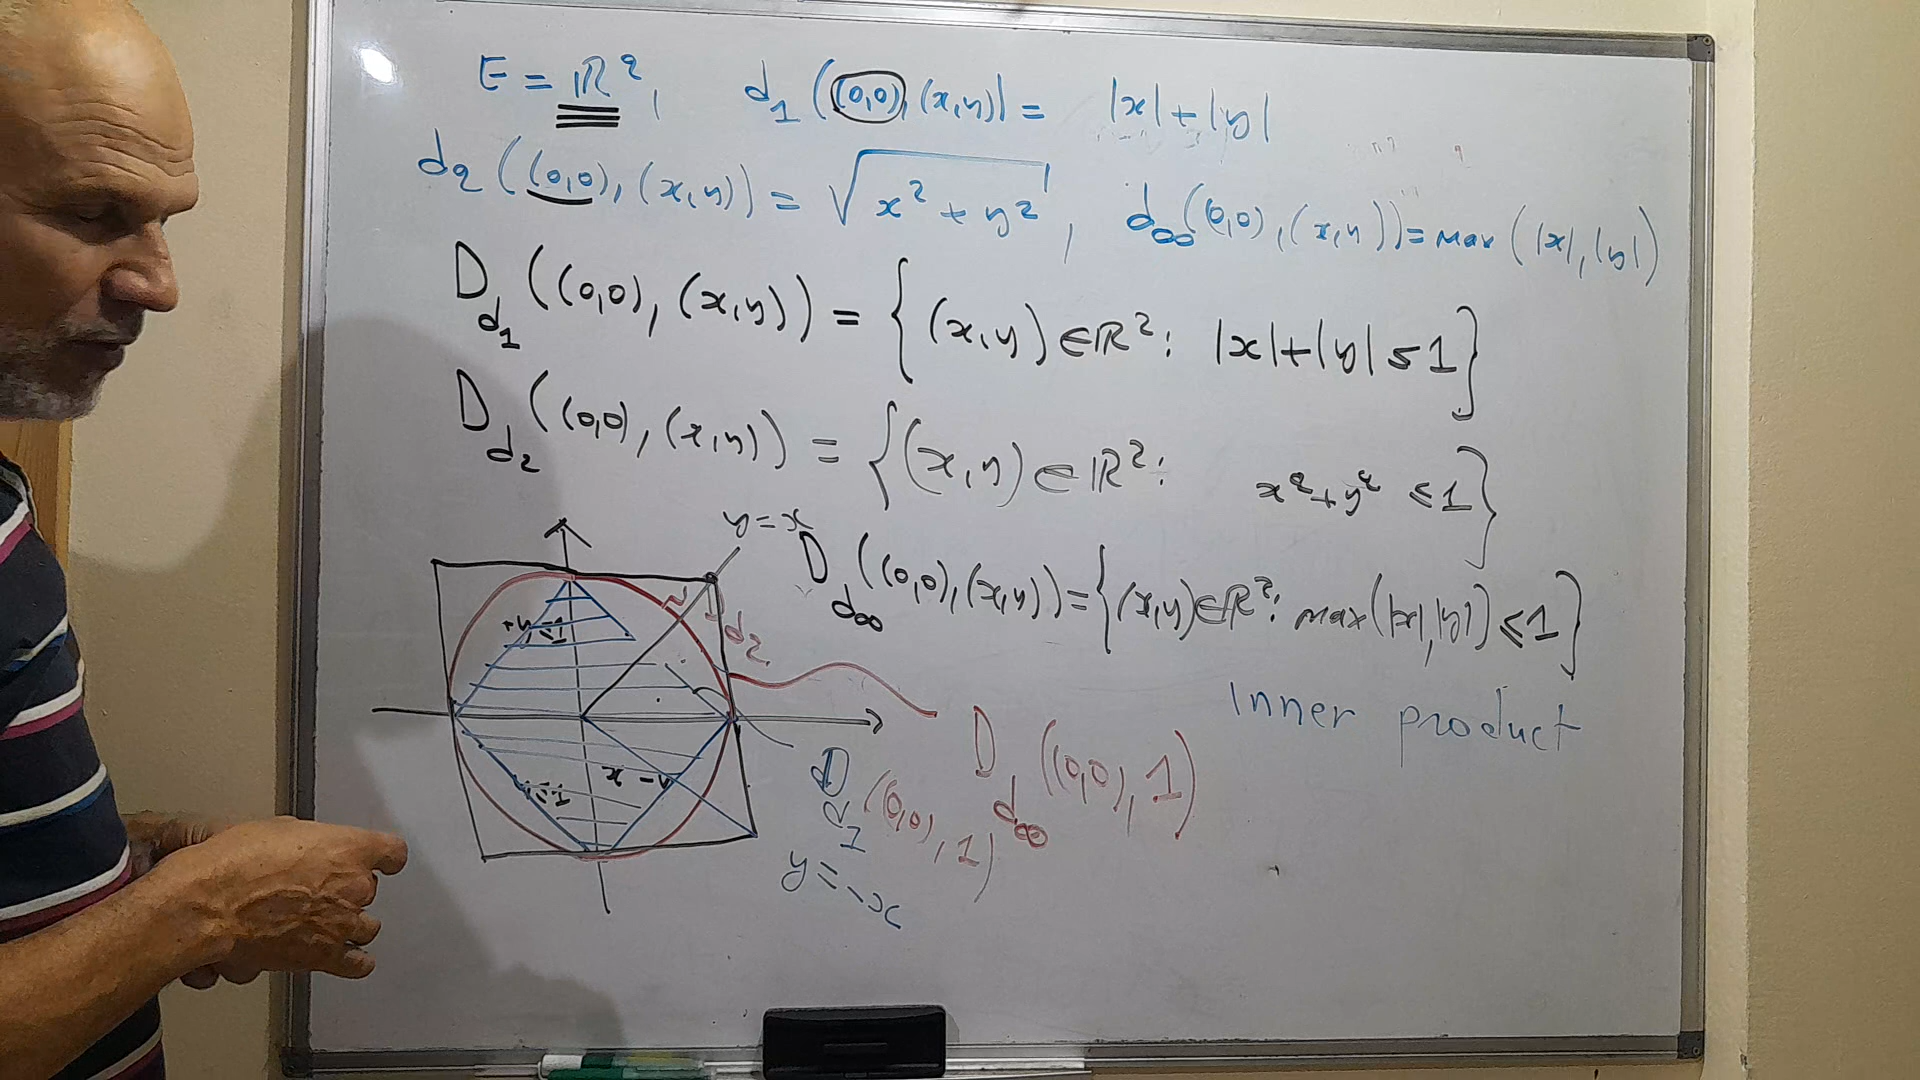 E = ℝ², d₁((0,0),(x,y)) = |x|+|y|
d₂((0,0),(x,y)) = √(x²+y²), d∞((0,0),(x,y)) = max(|x|,|y|)
D_d₁((0,0),(x,y)) = {(x,y)∈ℝ²: |x|+|y| ≤ 1}
D_d₂((0,0),(x,y)) = {(x,y)∈ℝ²: x²+y² ≤ 1}
y=x
D_d∞((0,0),(x,y)) = {(x,y)∈ℝ²: max(|x|,|y|) ≤ 1}
+y≤1
d₂
Inner product
x-y
≤1
D_d₁((0,0),1)
D_d∞((0,0),1)
y=-x